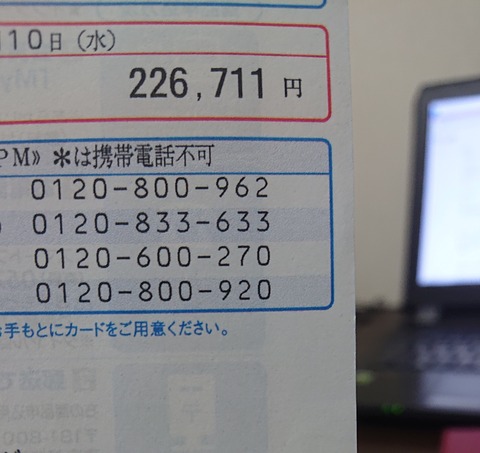 10日(水)
226,711 円
PM》 ＊は携帯電話不可
0120-800-962
0120-833-633
0120-600-270
0120-800-920
手もとにカードをご用意ください。